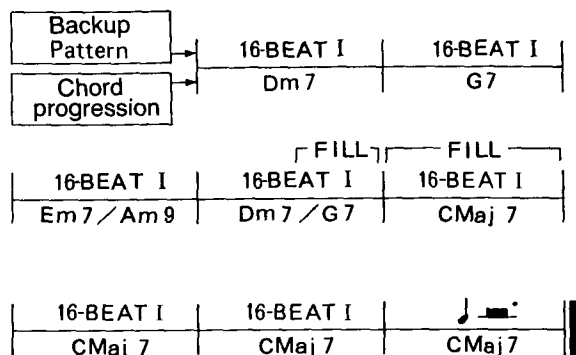 Backup
Pattern
Chord
progression
16-BEAT I 16-BEAT I
Dm7 G7
FILL FILL
16-BEAT I 16-BEAT I 16-BEAT I
Em7/Am9 Dm7/G7 CMaj 7
16-BEAT I 16-BEAT I
CMaj 7 CMaj 7 CMaj7